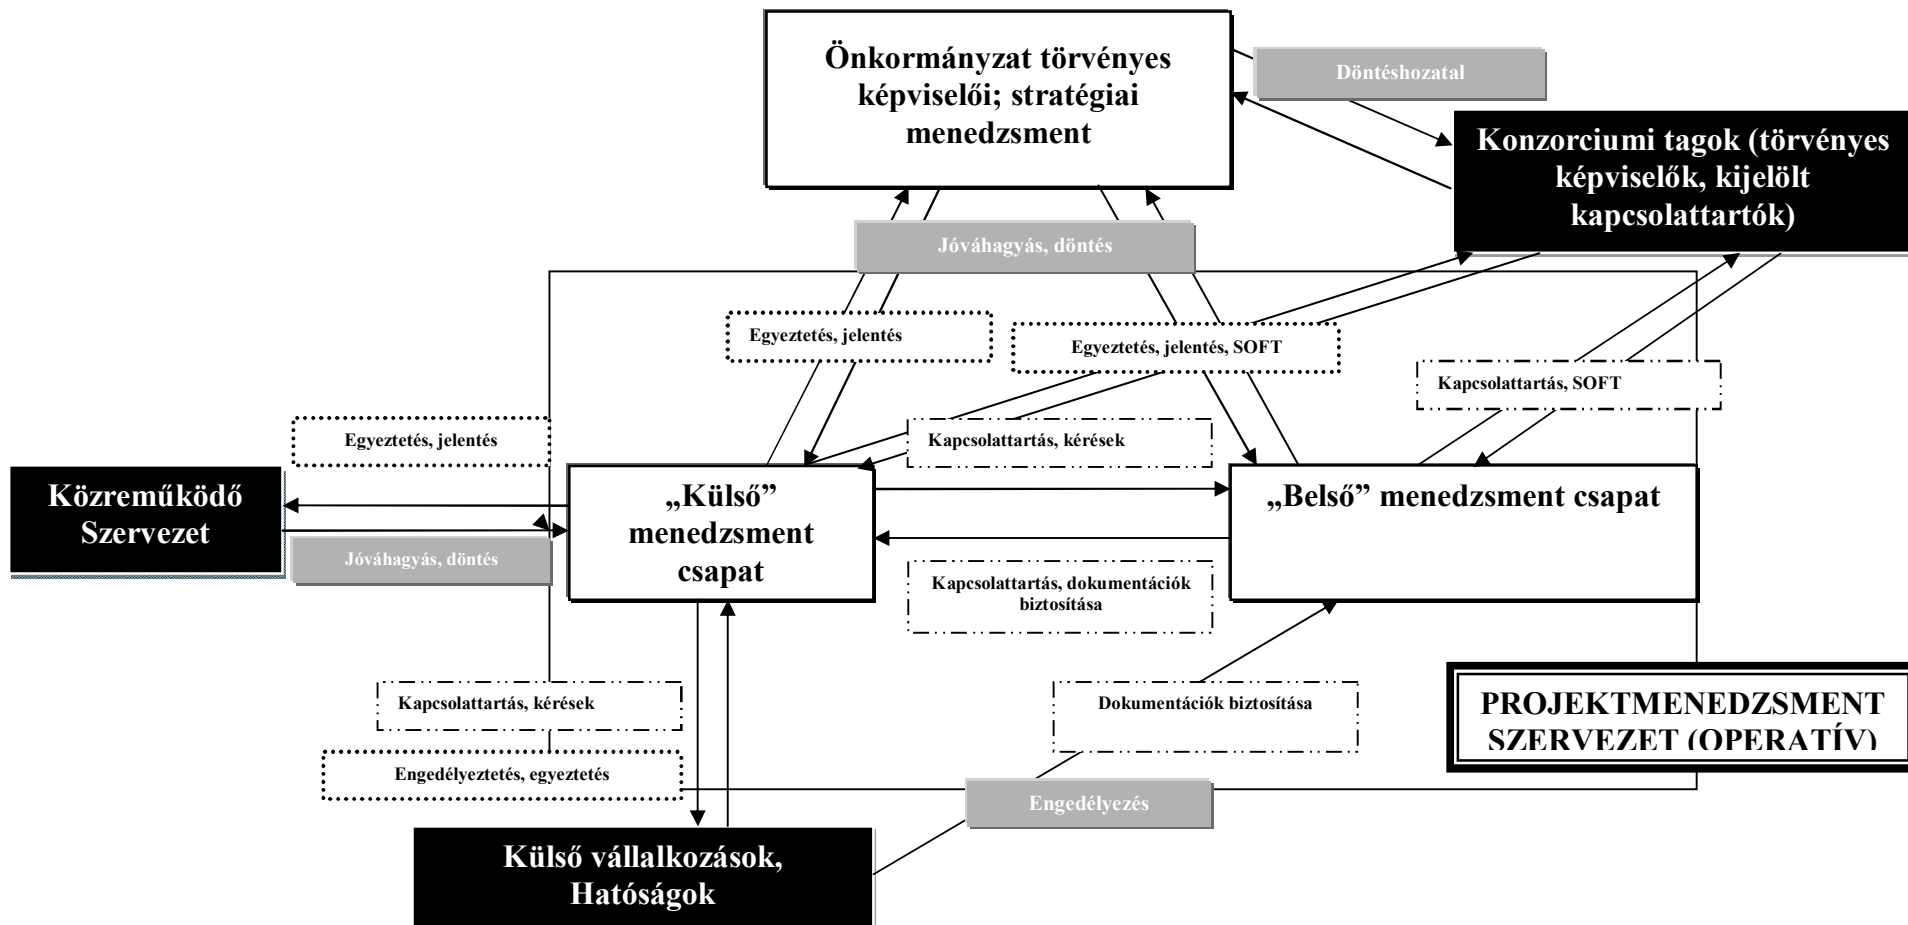 Önkormányzat törvényes
képviselői; stratégiai
menedzsment
Döntéshozatal
Konzorciumi tagok (törvényes
képviselők, kijelölt
kapcsolattartók)
Jóváhagyás, döntés
Egyeztetés, jelentés
Egyeztetés, jelentés, SOFT
Kapcsolattartás, SOFT
Egyeztetés, jelentés
Kapcsolattartás, kérések
Közreműködő
Szervezet
„Külső”
menedzsment
csapat
„Belső” menedzsment csapat
Jóváhagyás, döntés
Kapcsolattartás, dokumentációk
biztosítása
Kapcsolattartás, kérések
Dokumentációk biztosítása
PROJEKTMENEDZSMENT
SZERVEZET (OPERATÍV)
Engedélyeztetés, egyeztetés
Engedélyezés
Külső vállalkozások,
Hatóságok